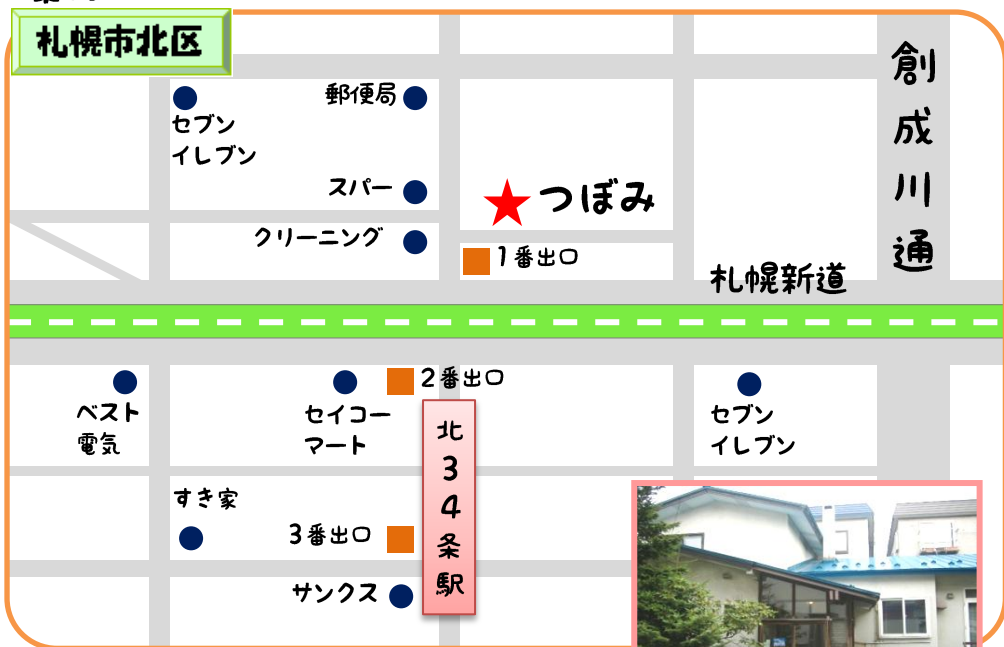 札幌市北区
創成川通
郵便局
セブン
イレブン
スパー
つぼみ
クリーニング
1番出口
札幌新道
2番出口
ベスト
電気
セイコー
マート
セブン
イレブン
北34条駅
すき家
3番出口
サンクス